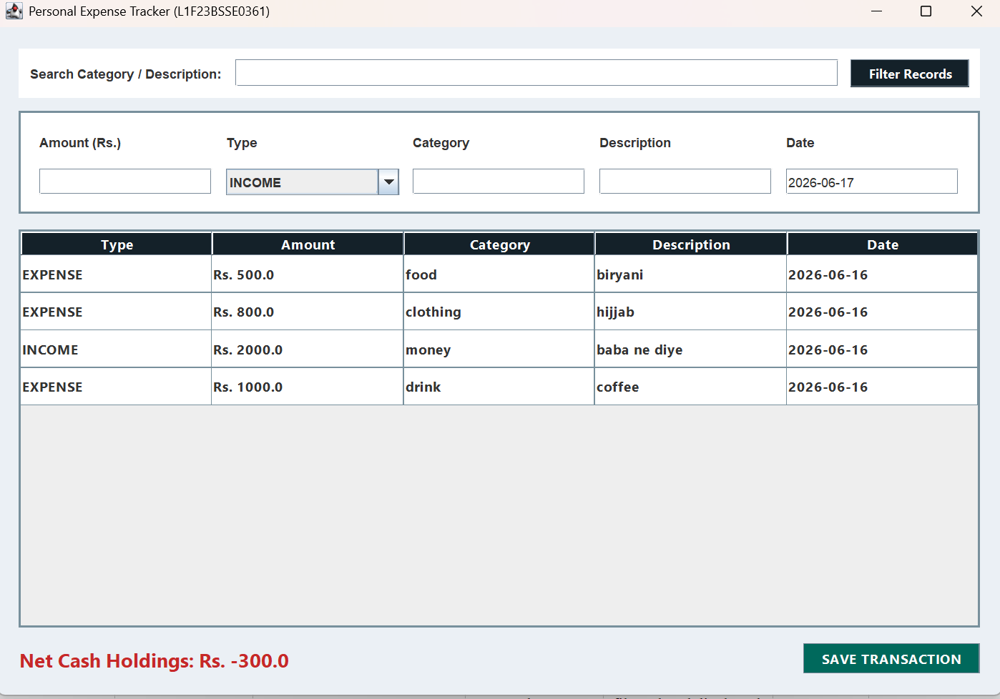 Personal Expense Tracker (L1F23BSSE0361)
Search Category / Description:
Filter Records
Amount (Rs.) Type Category Description Date
INCOME 2026-06-17
Type Amount Category Description Date
EXPENSE Rs. 500.0 food biryani 2026-06-16
EXPENSE Rs. 800.0 clothing hijjab 2026-06-16
INCOME Rs. 2000.0 money baba ne diye 2026-06-16
EXPENSE Rs. 1000.0 drink coffee 2026-06-16
Net Cash Holdings: Rs. -300.0
SAVE TRANSACTION